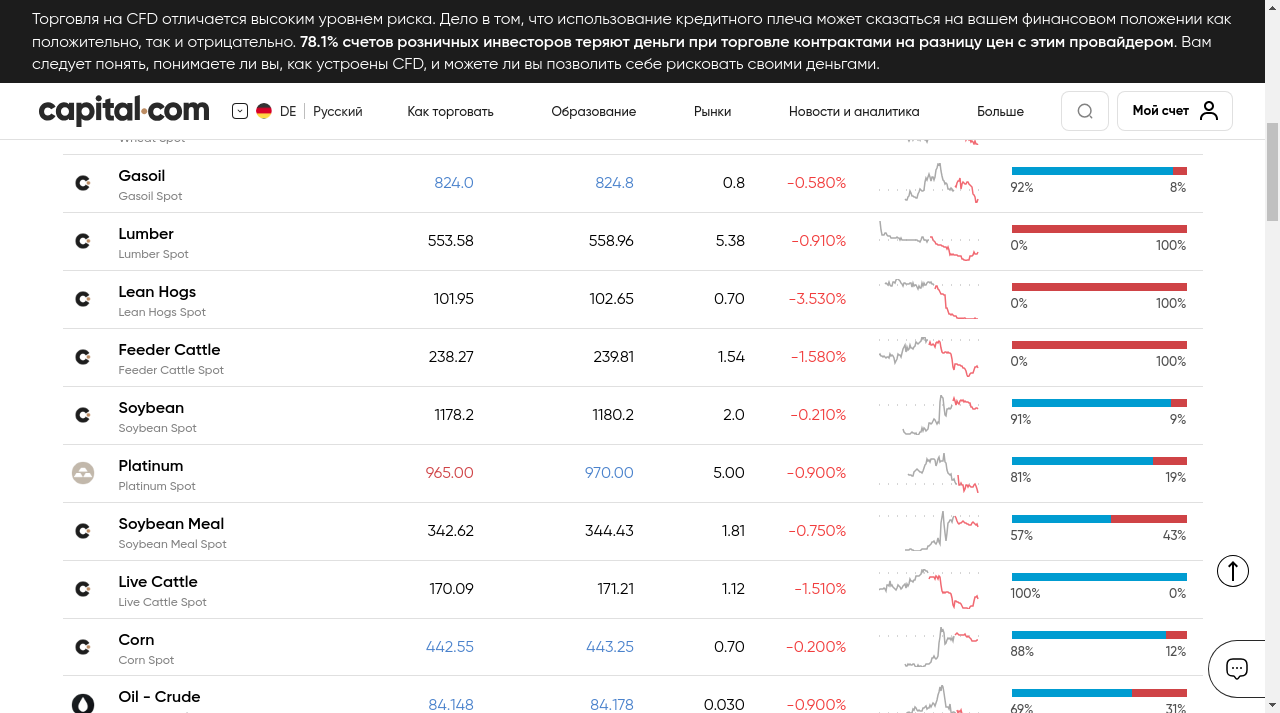 Торговля на CFD отличается высоким уровнем риска. Дело в том, что использование кредитного плеча может сказаться на вашем финансовом положении как
положительно, так и отрицательно. 78.1% счетов розничных инвесторов теряют деньги при торговле контрактами на разницу цен с этим провайдером. Вам
следует понять, понимаете ли вы, как устроены CFD, и можете ли вы позволить себе рисковать своими деньгами.
capital.com DE Русский Как торговать Образование Рынки Новости и аналитика Больше Мой счет
Wheat Spot
Gasoil 824.0 824.8 0.8 -0.580%
Gasoil Spot 92% 8%
Lumber 553.58 558.96 5.38 -0.910%
Lumber Spot 0% 100%
Lean Hogs 101.95 102.65 0.70 -3.530%
Lean Hogs Spot 0% 100%
Feeder Cattle 238.27 239.81 1.54 -1.580%
Feeder Cattle Spot 0% 100%
Soybean 1178.2 1180.2 2.0 -0.210%
Soybean Spot 91% 9%
Platinum 965.00 970.00 5.00 -0.900%
Platinum Spot 81% 19%
Soybean Meal 342.62 344.43 1.81 -0.750%
Soybean Meal Spot 57% 43%
Live Cattle 170.09 171.21 1.12 -1.510%
Live Cattle Spot 100% 0%
Corn 442.55 443.25 0.70 -0.200%
Corn Spot 88% 12%
Oil - Crude 84.148 84.178 0.030 -0.900%
69% 31%